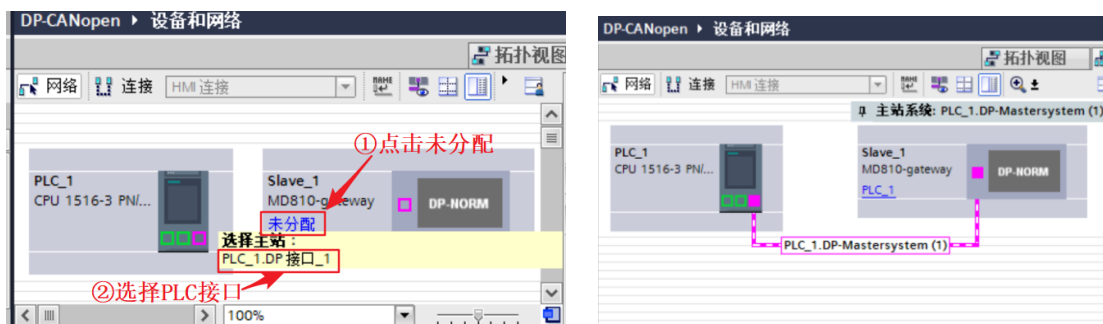 DP-CANopen ▸ 设备和网络
拓扑视图
网络 连接 HMI 连接
①点击未分配
PLC_1
CPU 1516-3 PN/...
Slave_1
MD810-gateway
DP-NORM
未分配
选择主站：
PLC_1.DP 接口_1
②选择PLC接口
100%
DP-CANopen ▸ 设备和网络
拓扑视图
网络 连接 HMI 连接
主站系统: PLC_1.DP-Mastersystem (1)
PLC_1
CPU 1516-3 PN/...
Slave_1
MD810-gateway
DP-NORM
PLC_1
PLC_1.DP-Mastersystem (1)